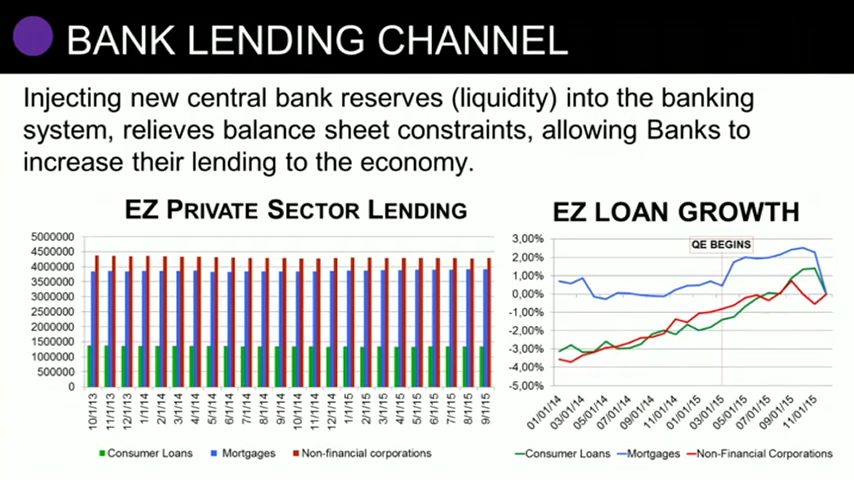 BANK LENDING CHANNEL
Injecting new central bank reserves (liquidity) into the banking
system, relieves balance sheet constraints, allowing Banks to
increase their lending to the economy.
EZ PRIVATE SECTOR LENDING
5000000
4500000
4000000
3500000
3000000
2500000
2000000
1500000
1000000
500000
0
10/1/13 11/1/13 12/1/13 1/1/14 2/1/14 3/1/14 4/1/14 5/1/14 6/1/14 7/1/14 8/1/14 9/1/14 10/1/14 11/1/14 12/1/14 1/1/15 2/1/15 3/1/15 4/1/15 5/1/15 6/1/15 7/1/15 8/1/15 9/1/15
Consumer Loans Mortgages Non-financial corporations
EZ LOAN GROWTH
QE BEGINS
3,00%
2,00%
1,00%
0,00%
-1,00%
-2,00%
-3,00%
-4,00%
-5,00%
01/01/14 03/01/14 05/01/14 07/01/14 09/01/14 11/01/14 01/01/15 03/01/15 05/01/15 07/01/15 09/01/15 11/01/15
Consumer Loans Mortgages Non-Financial Corporations